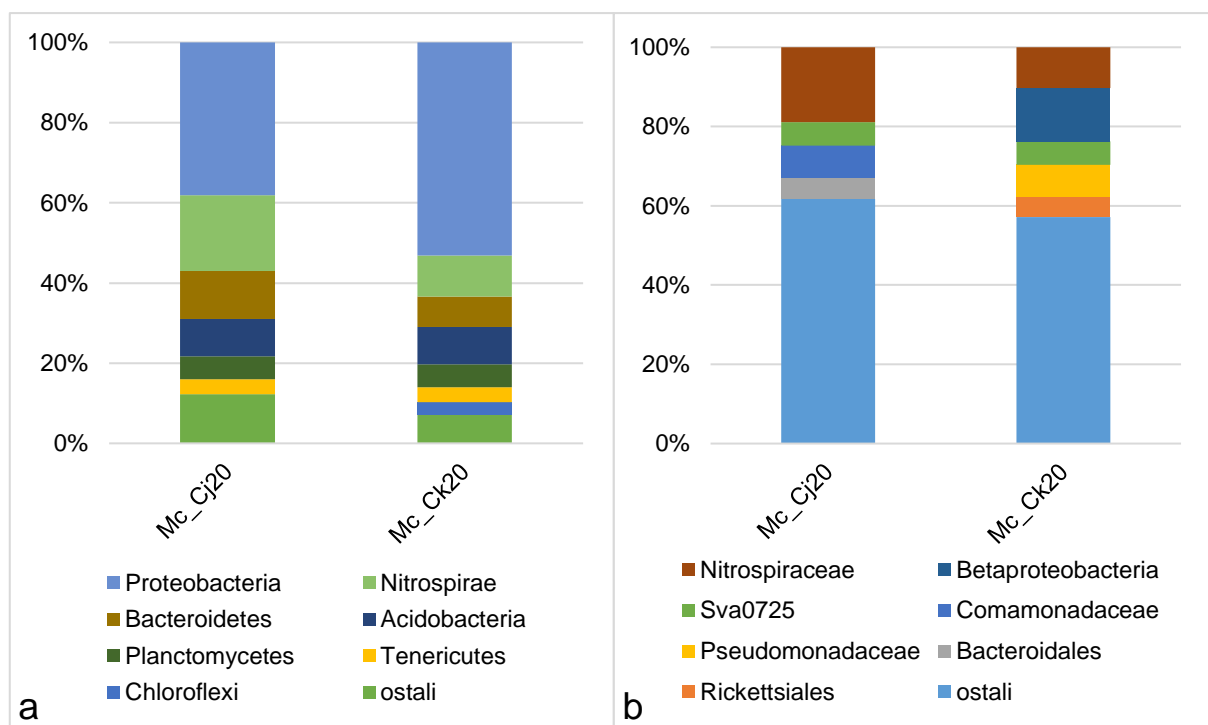 100%
80%
60%
40%
20%
0%
Mc_Cj20
Mc_Ck20
Proteobacteria
Nitrospirae
Bacteroidetes
Acidobacteria
Planctomycetes
Tenericutes
Chloroflexi
ostali
a
100%
80%
60%
40%
20%
0%
Mc_Cj20
Mc_Ck20
Nitrospiraceae
Betaproteobacteria
Sva0725
Comamonadaceae
Pseudomonadaceae
Bacteroidales
Rickettsiales
ostali
b